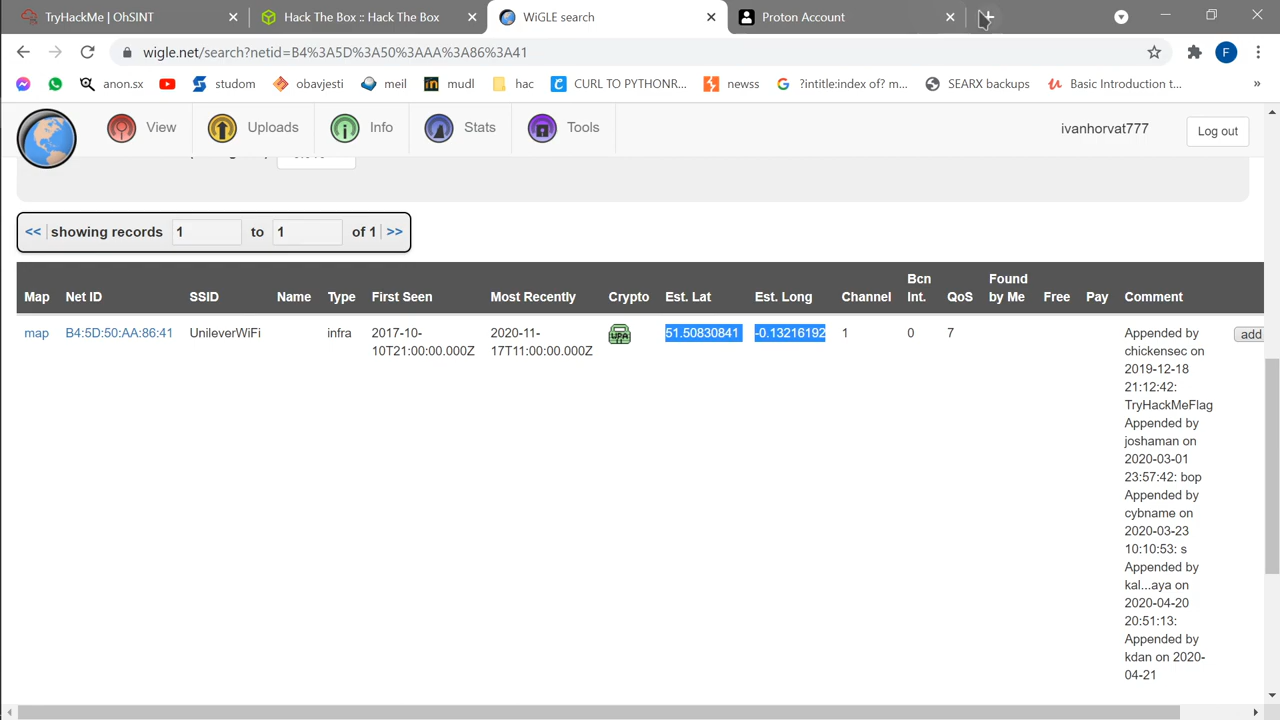 TryHackMe | OhSINT
Hack The Box :: Hack The Box
WiGLE search
Proton Account
wigle.net/search?netid=B4%3A5D%3A50%3AAA%3A86%3A41
F
anon.sx
studom
obavjesti
meil
mudl
hac
CURL TO PYTHONR...
newss
?intitle:index of? m...
SEARX backups
Basic Introduction t...
»
View
Uploads
Info
Stats
Tools
ivanhorvat777
Log out
<< showing records 1 to 1 of 1 >>
Map Net ID SSID Name Type First Seen Most Recently Crypto Est. Lat Est. Long Channel Bcn Int. QoS Found by Me Free Pay Comment
map B4:5D:50:AA:86:41 UnileverWiFi infra 2017-10-10T21:00:00.000Z 2020-11-17T11:00:00.000Z WPA 51.50830841 -0.13216192 1 0 7
Appended by
chickensec on
2019-12-18
21:12:42:
TryHackMeFlag
Appended by
joshaman on
2020-03-01
23:57:42: bop
Appended by
cybname on
2020-03-23
10:10:53: s
Appended by
kal...aya on
2020-04-20
20:51:13:
Appended by
kdan on 2020-
04-21
add